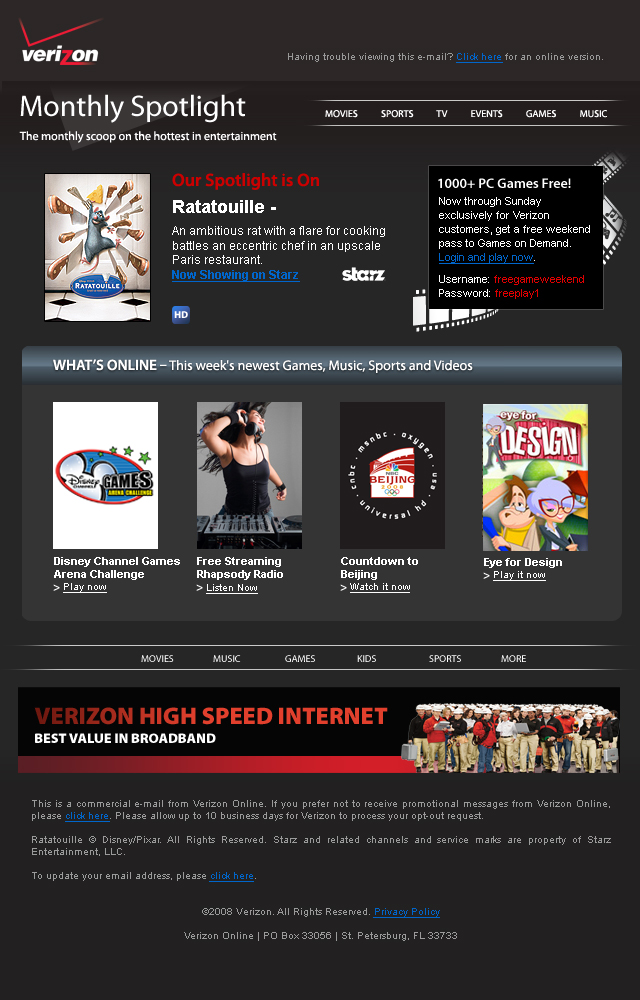 verizon
Having trouble viewing this e-mail? Click here for an online version.
Monthly Spotlight
The monthly scoop on the hottest in entertainment
MOVIES SPORTS TV EVENTS GAMES MUSIC
Our Spotlight is On
Ratatouille -
An ambitious rat with a flare for cooking
battles an eccentric chef in an upscale
Paris restaurant.
Now Showing on Starz
starz
HD
RATATOUILLE
1000+ PC Games Free!
Now through Sunday
exclusively for Verizon
customers, get a free weekend
pass to Games on Demand.
Login and play now.
Username: freegameweekend
Password: freeplay1
WHAT'S ONLINE – This week's newest Games, Music, Sports and Videos
Disney CHANNEL GAMES
ARENA CHALLENGE
cnbc · msnbc · oxygen · usa · universal hd ·
NBC
BEIJING
2008
eye for
DESIGN
Disney Channel Games
Arena Challenge
> Play now
Free Streaming
Rhapsody Radio
> Listen Now
Countdown to
Beijing
> Watch it now
Eye for Design
> Play it now
MOVIES MUSIC GAMES KIDS SPORTS MORE
VERIZON HIGH SPEED INTERNET
BEST VALUE IN BROADBAND
This is a commercial e-mail from Verizon Online. If you prefer not to receive promotional messages from Verizon Online,
please click here. Please allow up to 10 business days for Verizon to process your opt-out request.
Ratatouille © Disney/Pixar. All Rights Reserved. Starz and related channels and service marks are property of Starz
Entertainment, LLC.
To update your email address, please click here.
©2008 Verizon. All Rights Reserved. Privacy Policy
Verizon Online | PO Box 33056 | St. Petersburg, FL 33733